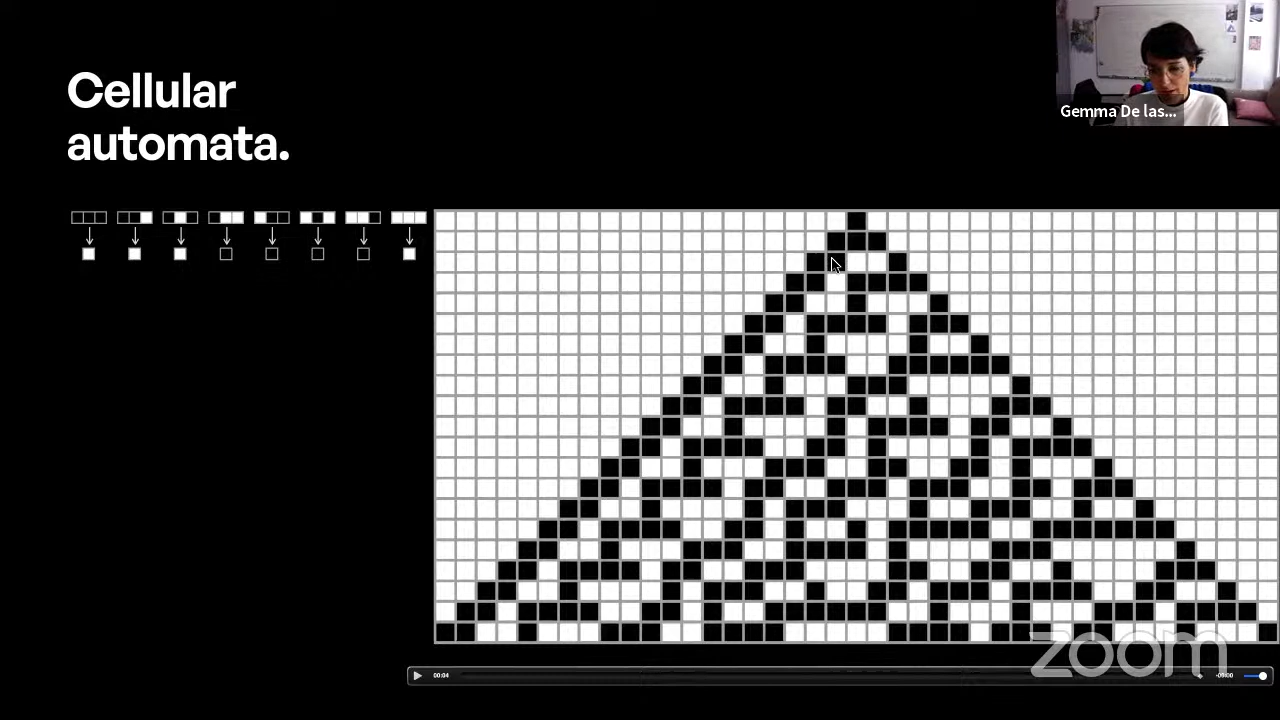 Cellular
automata.
Gemma De las...
00:04
zoom